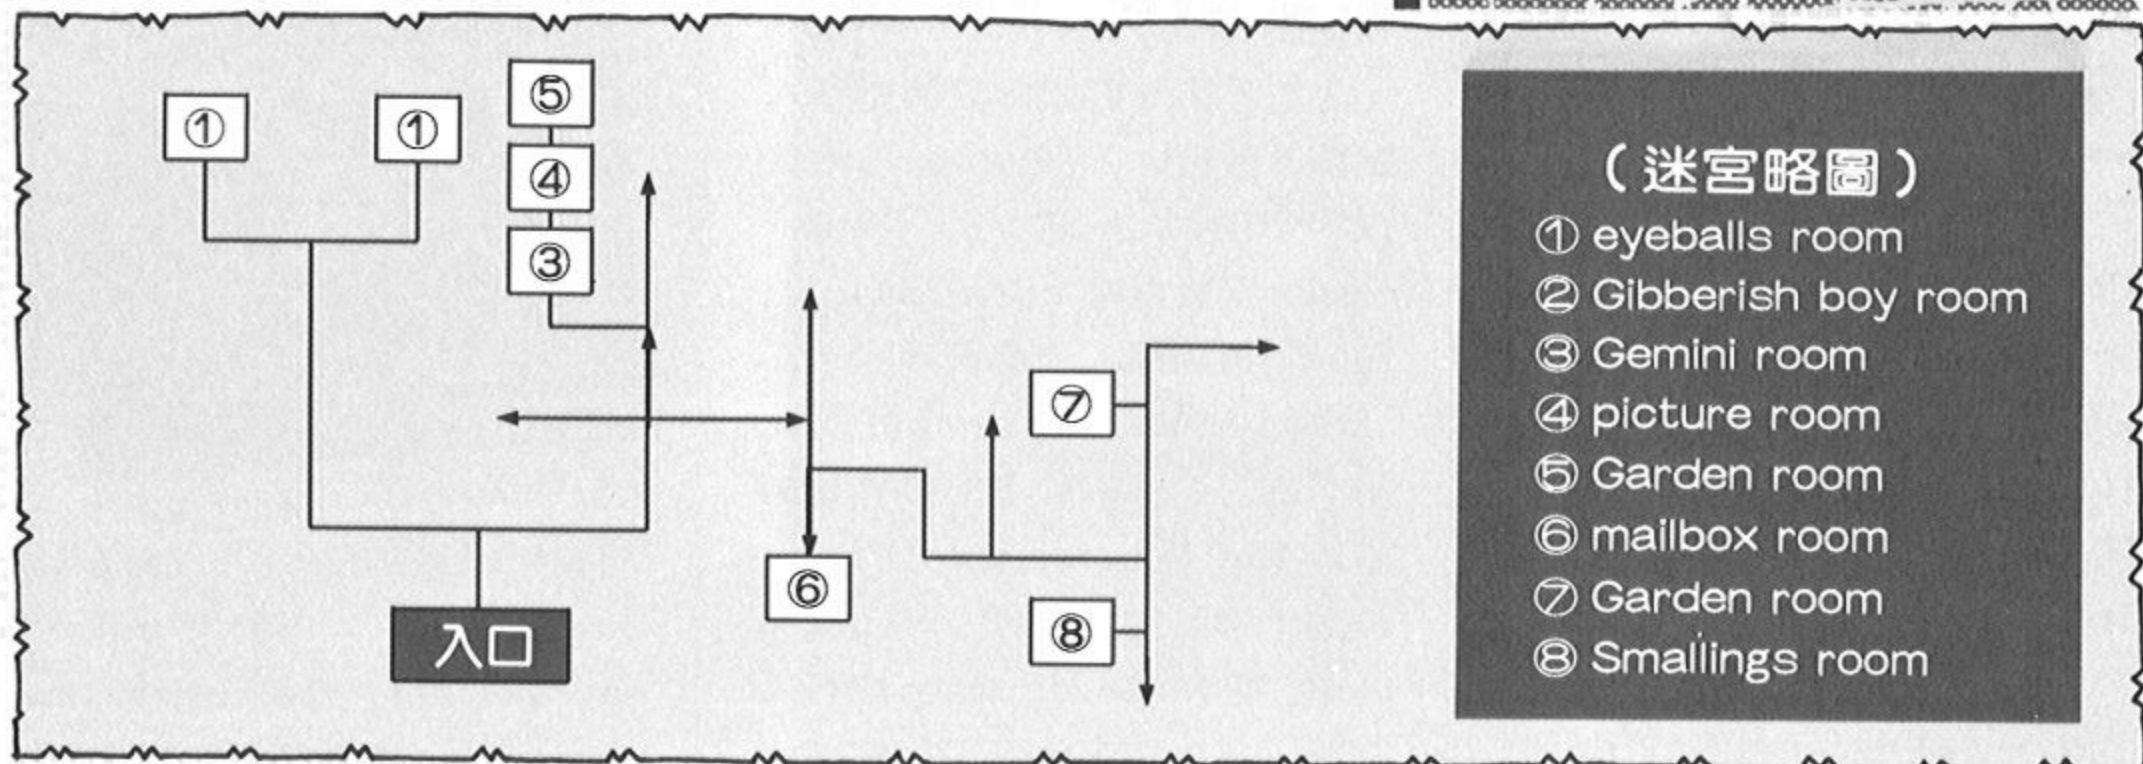 ① ① ⑤
④
③
⑦
⑥ ⑧
入口
(迷宮略圖)
① eyeballs room
② Gibberish boy room
③ Gemini room
④ picture room
⑤ Garden room
⑥ mailbox room
⑦ Garden room
⑧ Smallings room